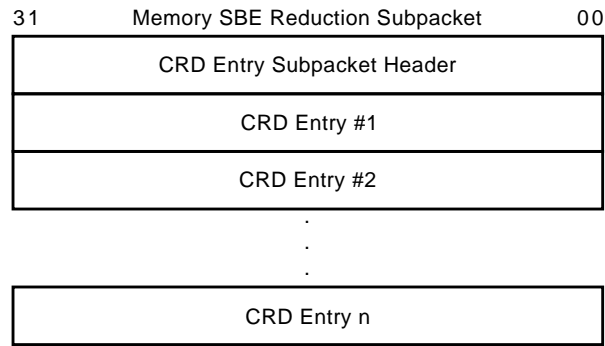 31 Memory SBE Reduction Subpacket 00
CRD Entry Subpacket Header
CRD Entry #1
CRD Entry #2
.
.
.
CRD Entry n